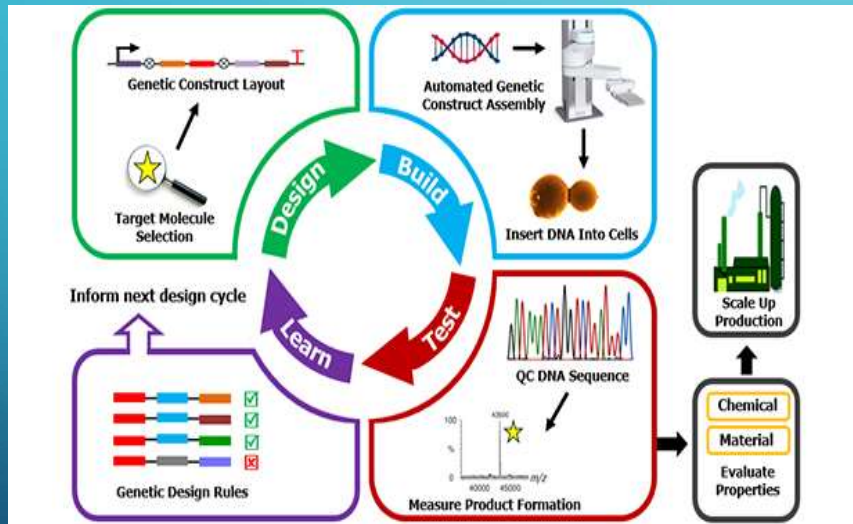 Genetic Construct Layout
Target Molecule
Selection
Design
Automated Genetic
Construct Assembly
Insert DNA Into Cells
Build
QC DNA Sequence
100
%
0
43500
40000 45000 m/z
Measure Product Formation
Test
Learn
Inform next design cycle
Genetic Design Rules
Chemical
Material
Evaluate
Properties
Scale Up
Production